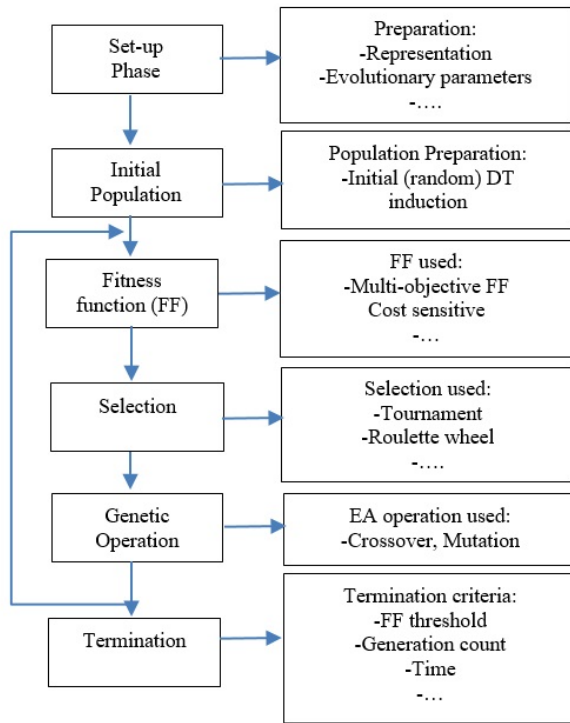 Set-up
Phase
Preparation:
-Representation
-Evolutionary parameters
-....
Initial
Population
Population Preparation:
-Initial (random) DT
induction
Fitness
function (FF)
FF used:
-Multi-objective FF
Cost sensitive
-...
Selection
Selection used:
-Tournament
-Roulette wheel
-....
Genetic
Operation
EA operation used:
-Crossover, Mutation
Termination
Termination criteria:
-FF threshold
-Generation count
-Time
-...